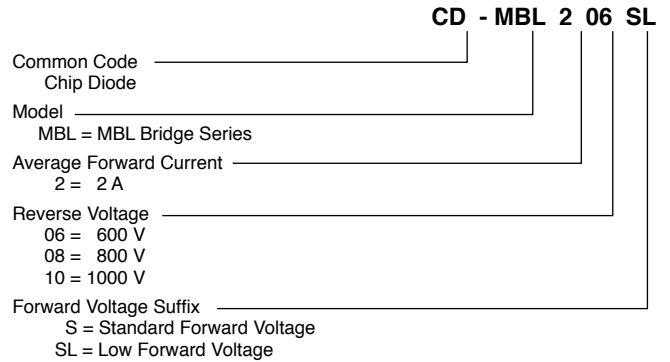 CD - MBL 2 06 SL
Common Code
Chip Diode
Model
MBL = MBL Bridge Series
Average Forward Current
2 = 2 A
Reverse Voltage
06 = 600 V
08 = 800 V
10 = 1000 V
Forward Voltage Suffix
S = Standard Forward Voltage
SL = Low Forward Voltage